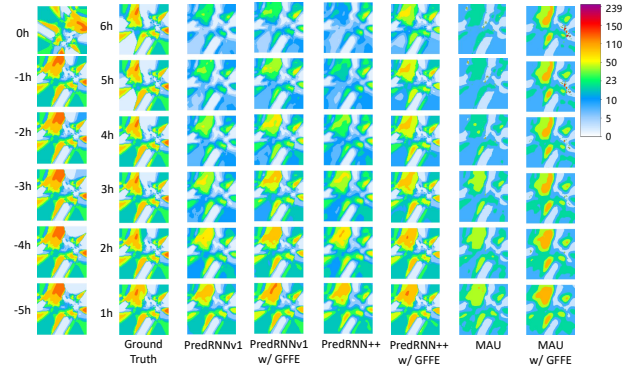 0h
-1h
-2h
-3h
-4h
-5h
6h
5h
4h
3h
2h
1h
Ground
Truth
PredRNNv1
PredRNNv1
w/ GFFE
PredRNN++
PredRNN++
w/ GFFE
MAU
MAU
w/ GFFE
239
150
110
50
23
10
5
0